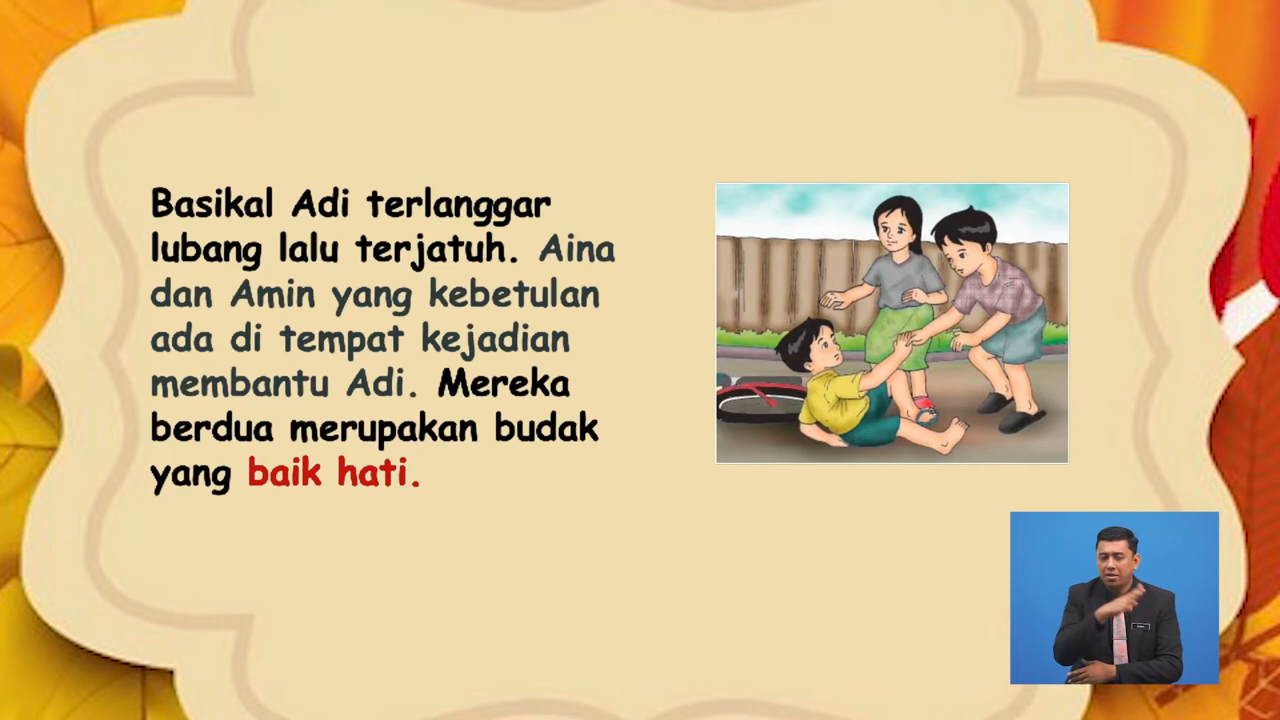 Basikal Adi terlanggar
lubang lalu terjatuh. Aina
dan Amin yang kebetulan
ada di tempat kejadian
membantu Adi. Mereka
berdua merupakan budak
yang baik hati.